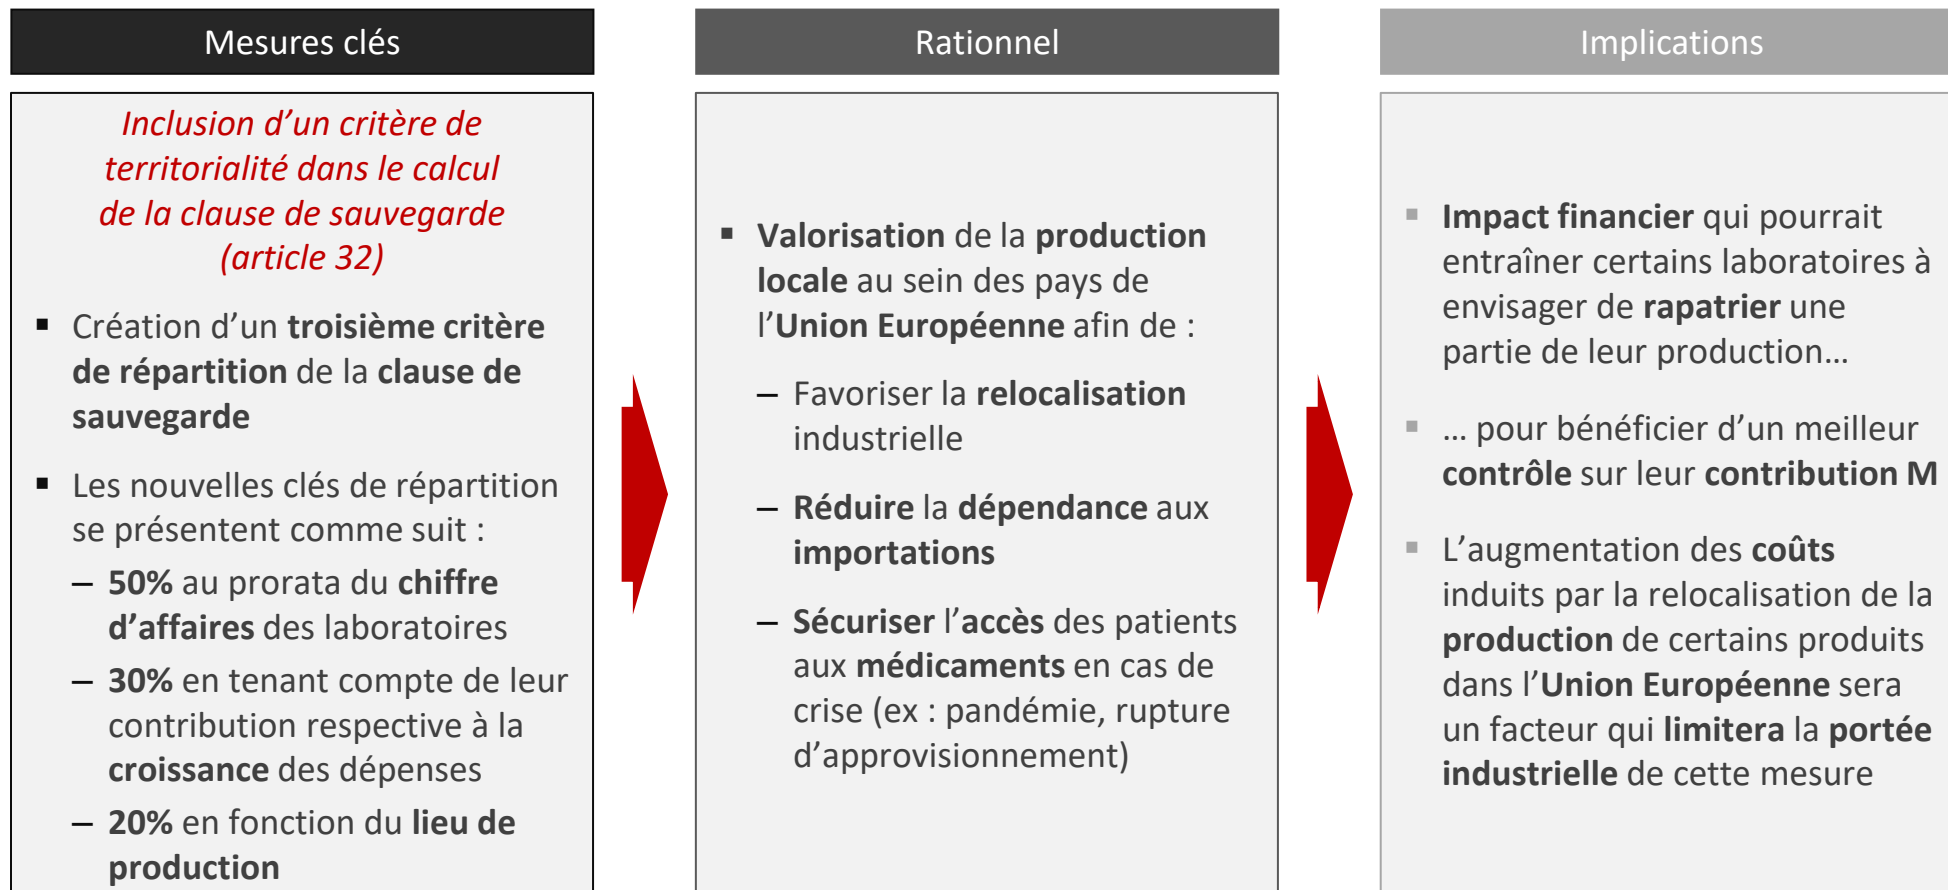 Mesures clés
Inclusion d’un critère de
territorialité dans le calcul
de la clause de sauvegarde
(article 32)
▪ Création d’un troisième critère
de répartition de la clause de
sauvegarde
▪ Les nouvelles clés de répartition
se présentent comme suit :
– 50% au prorata du chiffre
d’affaires des laboratoires
– 30% en tenant compte de leur
contribution respective à la
croissance des dépenses
– 20% en fonction du lieu de
production
Rationnel
▪ Valorisation de la production
locale au sein des pays de
l’Union Européenne afin de :
– Favoriser la relocalisation
industrielle
– Réduire la dépendance aux
importations
– Sécuriser l’accès des patients
aux médicaments en cas de
crise (ex : pandémie, rupture
d’approvisionnement)
Implications
▪ Impact financier qui pourrait
entraîner certains laboratoires à
envisager de rapatrier une
partie de leur production…
▪ … pour bénéficier d’un meilleur
contrôle sur leur contribution M
▪ L’augmentation des coûts
induits par la relocalisation de la
production de certains produits
dans l’Union Européenne sera
un facteur qui limitera la portée
industrielle de cette mesure